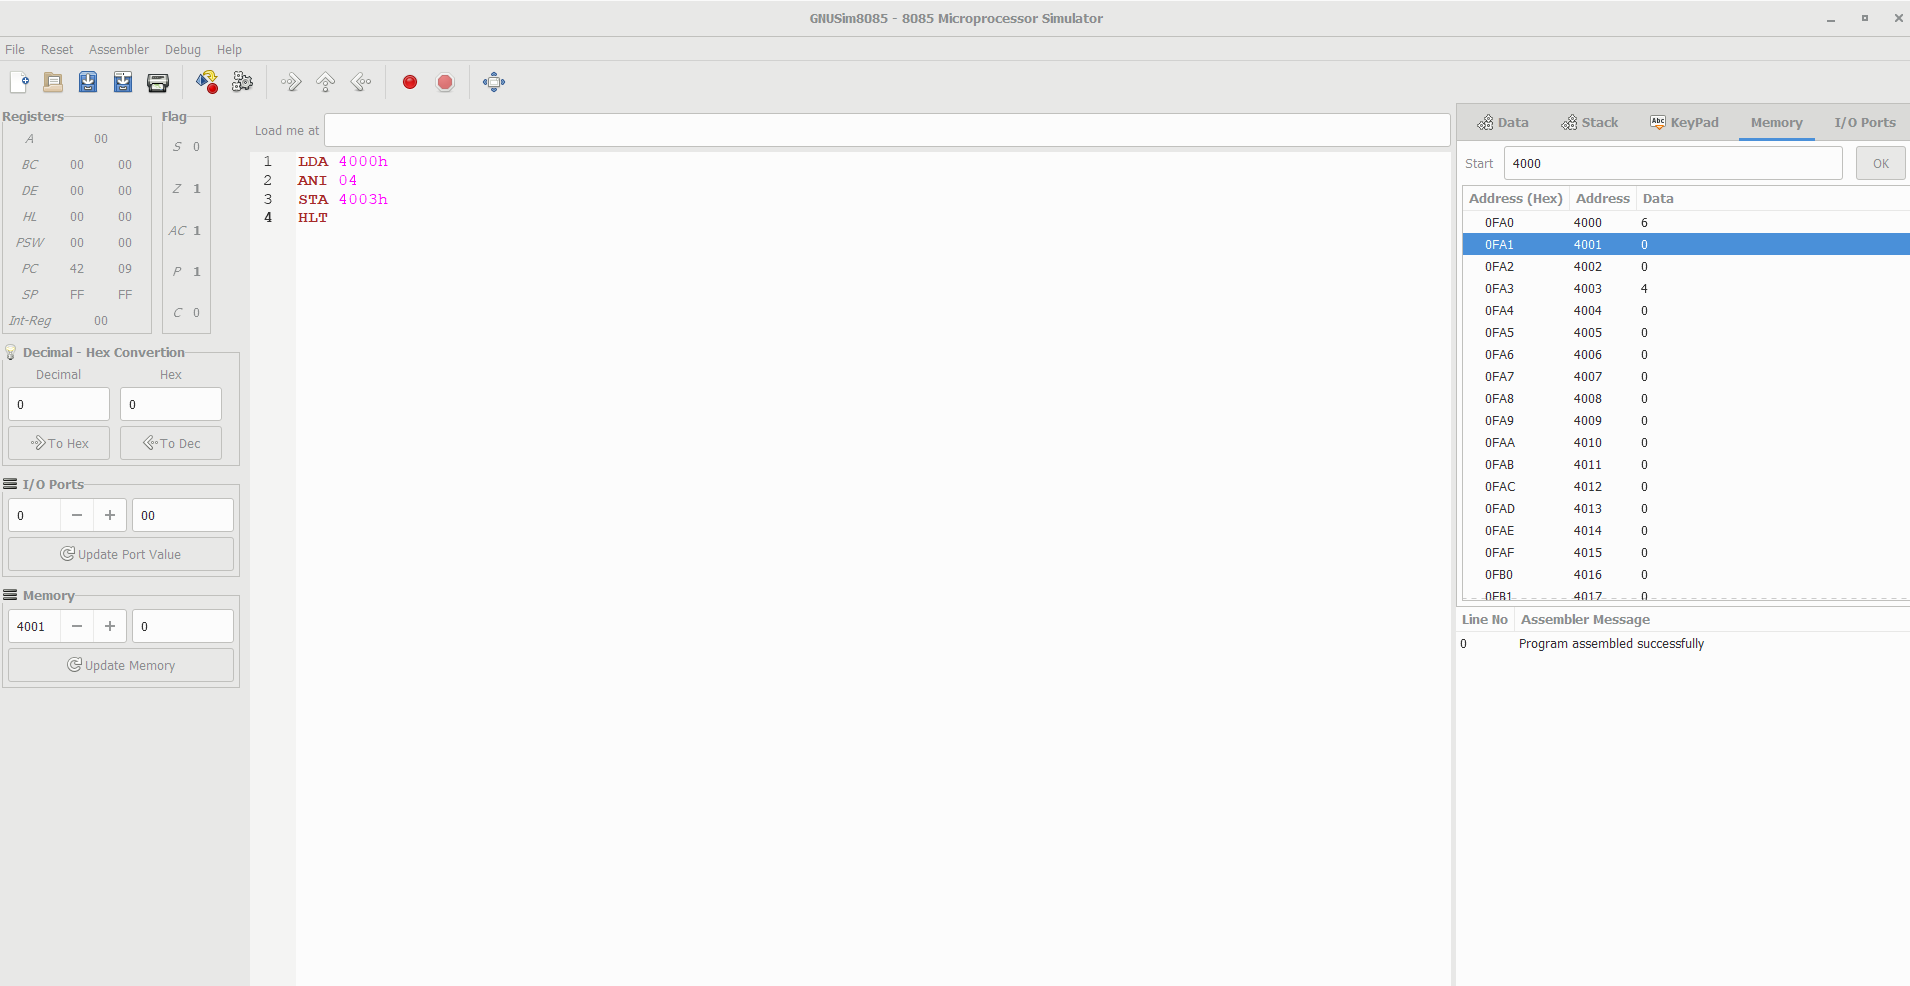 GNUSim8085 - 8085 Microprocessor Simulator
File Reset Assembler Debug Help
Registers
A 00
BC 00 00
DE 00 00
HL 00 00
PSW 00 00
PC 42 09
SP FF FF
Int-Reg 00
Flag
S 0
Z 1
AC 1
P 1
C 0
Decimal - Hex Convertion
Decimal Hex
0 0
To Hex To Dec
I/O Ports
0 − + 00
Update Port Value
Memory
4001 − + 0
Update Memory
Load me at
1 LDA 4000h
2 ANI 04
3 STA 4003h
4 HLT
Data Stack Abc KeyPad Memory I/O Ports
Start 4000 OK
Address (Hex) Address Data
0FA0 4000 6
0FA1 4001 0
0FA2 4002 0
0FA3 4003 4
0FA4 4004 0
0FA5 4005 0
0FA6 4006 0
0FA7 4007 0
0FA8 4008 0
0FA9 4009 0
0FAA 4010 0
0FAB 4011 0
0FAC 4012 0
0FAD 4013 0
0FAE 4014 0
0FAF 4015 0
0FB0 4016 0
0FB1 4017 0
Line No Assembler Message
0 Program assembled successfully